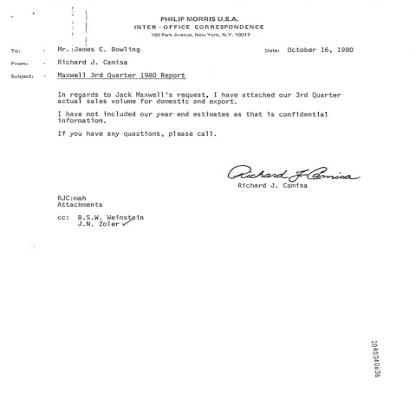 PHILIP MORRIS U.S.A.
INTER-OFFICE CORRESPONDENCE
100 Park Avenue, New York, N.Y. 10017
To: Mr. James C. Bowling Date: October 16, 1980
From: Richard J. Camisa
Subject: Maxwell 3rd Quarter 1980 Report
In regards to Jack Maxwell's request, I have attached our 3rd Quarter
actual sales volume for domestic and export.
I have not included our year end estimates as that is confidential
information.
If you have any questions, please call.
Richard J Camisa
Richard J. Camisa
RJC:mah
Attachments
cc: B.S.W. Weinstein
J.N. Zoler ✓
2040340636